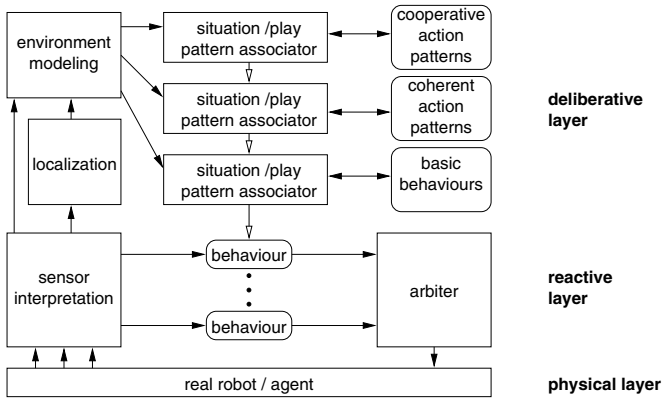 environment
modeling
situation /play
pattern associator
cooperative
action
patterns
situation /play
pattern associator
coherent
action
patterns
deliberative
layer
localization
situation /play
pattern associator
basic
behaviours
sensor
interpretation
behaviour
behaviour
arbiter
reactive
layer
real robot / agent
physical layer